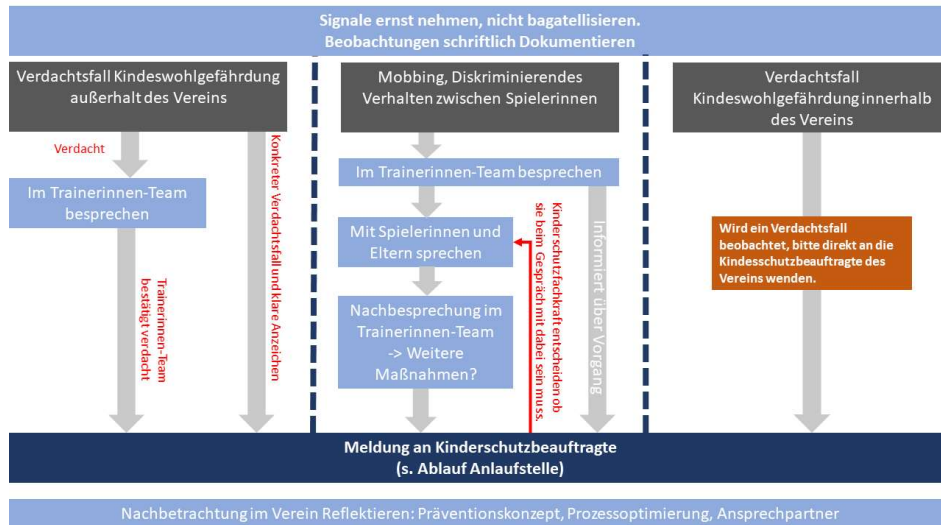 Signale ernst nehmen, nicht bagatellisieren.
Beobachtungen schriftlich Dokumentieren
Verdachtsfall Kindeswohlgefährdung
außerhalt des Vereins
Verdacht
Im Trainerinnen-Team
besprechen
Trainerinnen-Team
bestätigt verdacht
Konkreter Verdachtsfall und klare Anzeichen
Mobbing, Diskriminierendes
Verhalten zwischen Spielerinnen
Im Trainerinnen-Team besprechen
Mit Spielerinnen und
Eltern sprechen
Nachbesprechung im
Trainerinnen-Team
-> Weitere
Maßnahmen?
Kinderschutzfachkraft entscheiden ob
sie beim Gespräch mit dabei sein muss.
Informiert über Vorgang
Verdachtsfall
Kindeswohlgefährdung innerhalb
des Vereins
Wird ein Verdachtsfall
beobachtet, bitte direkt an die
Kindesschutzbeauftragte des
Vereins wenden.
Meldung an Kinderschutzbeauftragte
(s. Ablauf Anlaufstelle)
Nachbetrachtung im Verein Reflektieren: Präventionskonzept, Prozessoptimierung, Ansprechpartner